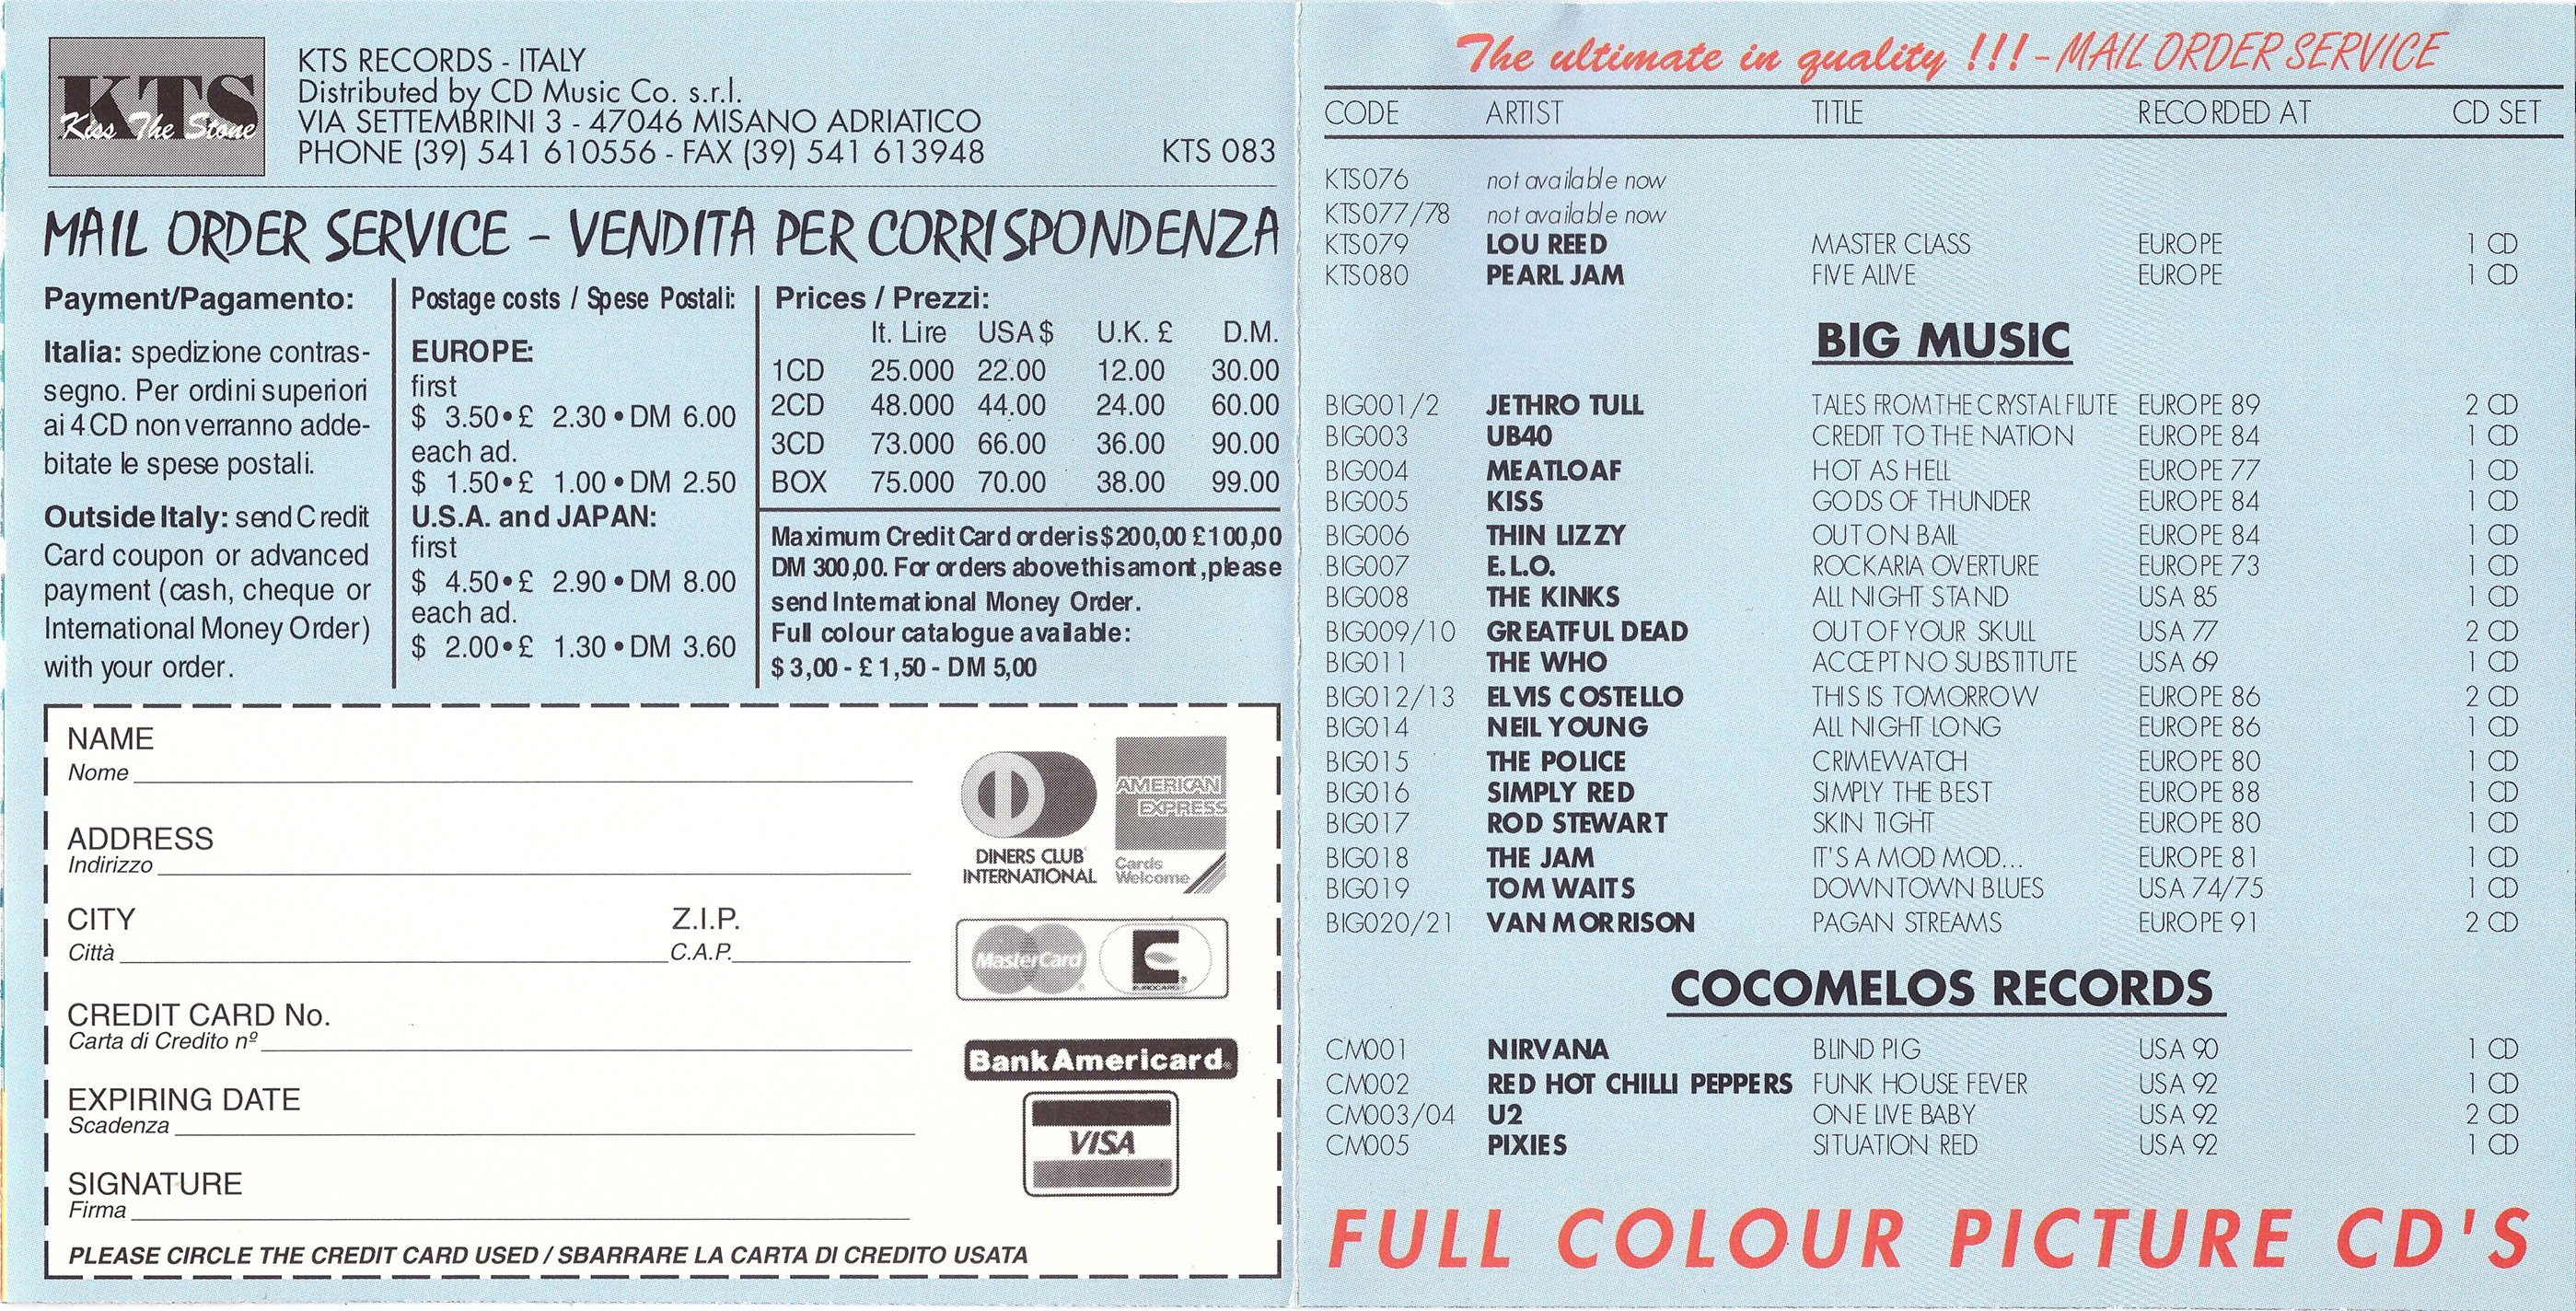 KTS
Kiss The Stone
KTS RECORDS - ITALY
Distributed by CD Music Co. s.r.l.
VIA SETTEMBRINI 3 - 47046 MISANO ADRIATICO
PHONE (39) 541 610556 - FAX (39) 541 613948 KTS 083
MAIL ORDER SERVICE - VENDITA PER CORRISPONDENZA
Payment/Pagamento:
Italia: spedizione contras-
segno. Per ordini superiori
ai 4 CD non verranno adde-
bitate le spese postali.
Outside Italy: send Credit
Card coupon or advanced
payment (cash, cheque or
International Money Order)
with your order.
Postage costs / Spese Postali:
EUROPE:
first
$ 3.50 • £ 2.30 • DM 6.00
each ad.
$ 1.50 • £ 1.00 • DM 2.50
U.S.A. and JAPAN:
first
$ 4.50 • £ 2.90 • DM 8.00
each ad.
$ 2.00 • £ 1.30 • DM 3.60
Prices / Prezzi:
It. Lire USA $ U.K. £ D.M.
1CD 25.000 22.00 12.00 30.00
2CD 48.000 44.00 24.00 60.00
3CD 73.000 66.00 36.00 90.00
BOX 75.000 70.00 38.00 99.00
Maximum Credit Card order is $200,00 £100,00
DM 300,00. For orders above this amont, please
send International Money Order.
Full colour catalogue available:
$ 3,00 - £ 1,50 - DM 5,00
NAME
Nome
ADDRESS
Indirizzo
CITY Z.I.P.
Città C.A.P.
CREDIT CARD No.
Carta di Credito nº
EXPIRING DATE
Scadenza
SIGNATURE
Firma
PLEASE CIRCLE THE CREDIT CARD USED / SBARRARE LA CARTA DI CREDITO USATA
DINERS CLUB
INTERNATIONAL
AMERICAN
EXPRESS
Cards
Welcome
MasterCard
EUROCARD
BankAmericard
VISA
The ultimate in quality !!! - MAIL ORDER SERVICE
CODE ARTIST TITLE RECORDED AT CD SET
KTS076 not available now
KTS077/78 not available now
KTS079 LOU REED MASTER CLASS EUROPE 1 CD
KTS080 PEARL JAM FIVE ALIVE EUROPE 1 CD
BIG MUSIC
BIG001/2 JETHRO TULL TALES FROM THE CRYSTAL FLUTE EUROPE 89 2 CD
BIG003 UB40 CREDIT TO THE NATION EUROPE 84 1 CD
BIG004 MEATLOAF HOT AS HELL EUROPE 77 1 CD
BIG005 KISS GODS OF THUNDER EUROPE 84 1 CD
BIG006 THIN LIZZY OUT ON BAIL EUROPE 84 1 CD
BIG007 E.L.O. ROCKARIA OVERTURE EUROPE 73 1 CD
BIG008 THE KINKS ALL NIGHT STAND USA 85 1 CD
BIG009/10 GREATFUL DEAD OUT OF YOUR SKULL USA 77 2 CD
BIG011 THE WHO ACCEPT NO SUBSTITUTE USA 69 1 CD
BIG012/13 ELVIS COSTELLO THIS IS TOMORROW EUROPE 86 2 CD
BIG014 NEIL YOUNG ALL NIGHT LONG EUROPE 86 1 CD
BIG015 THE POLICE CRIMEWATCH EUROPE 80 1 CD
BIG016 SIMPLY RED SIMPLY THE BEST EUROPE 88 1 CD
BIG017 ROD STEWART SKIN TIGHT EUROPE 80 1 CD
BIG018 THE JAM IT'S A MOD MOD... EUROPE 81 1 CD
BIG019 TOM WAITS DOWNTOWN BLUES USA 74/75 1 CD
BIG020/21 VAN MORRISON PAGAN STREAMS EUROPE 91 2 CD
COCOMELOS RECORDS
CM001 NIRVANA BLIND PIG USA 90 1 CD
CM002 RED HOT CHILLI PEPPERS FUNK HOUSE FEVER USA 92 1 CD
CM003/04 U2 ONE LIVE BABY USA 92 2 CD
CM005 PIXIES SITUATION RED USA 92 1 CD
FULL COLOUR PICTURE CD'S